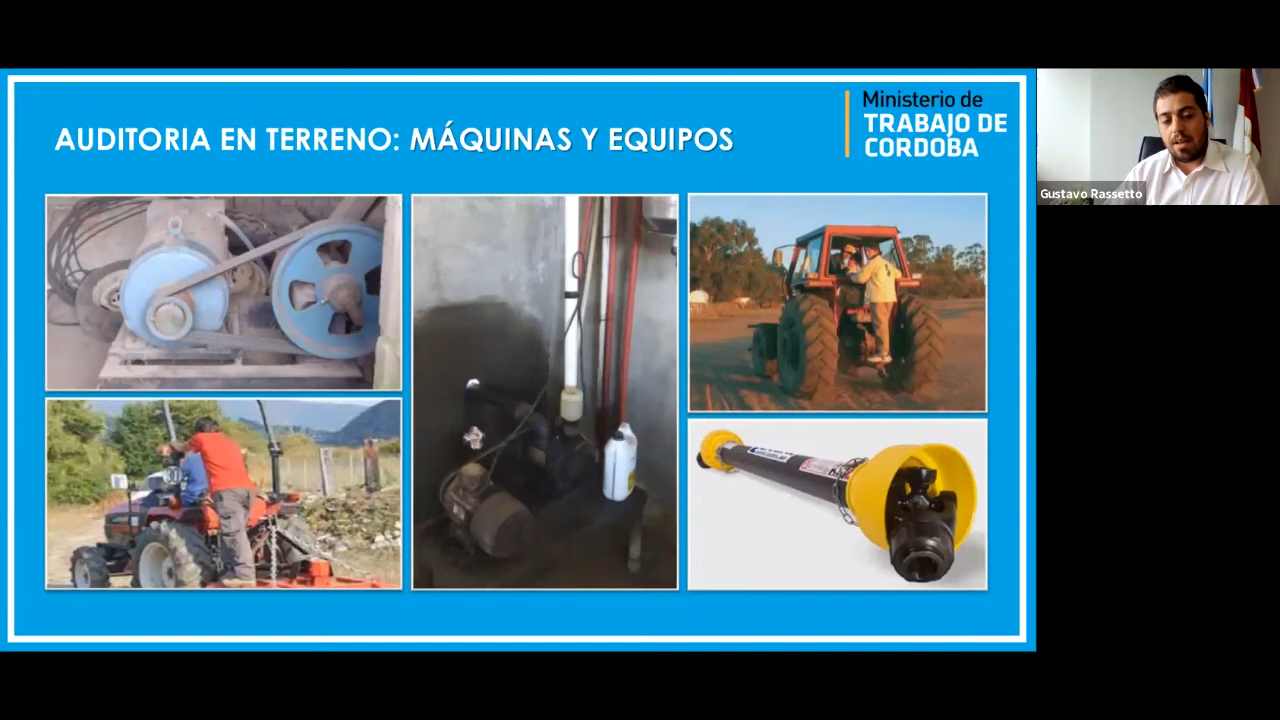 AUDITORIA EN TERRENO: MÁQUINAS Y EQUIPOS
Ministerio de
TRABAJO DE
CORDOBA
Gustavo Rassetto